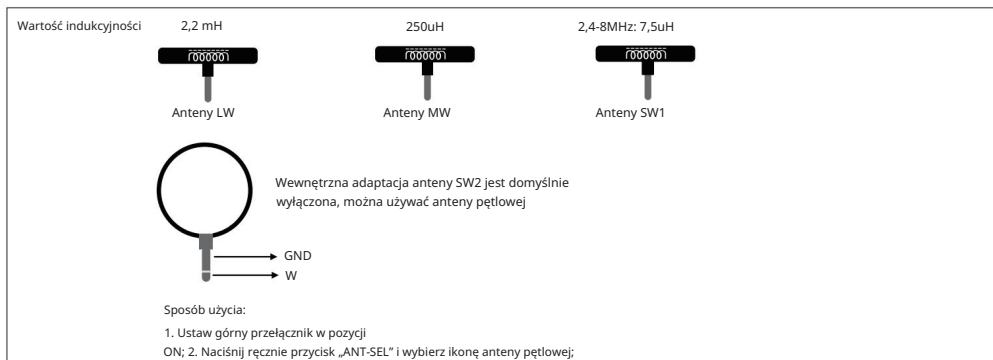 Wartość indukcyjności 2,2 mH 250uH 2,4-8MHz: 7,5uH
Anteny LW Anteny MW Anteny SW1
Wewnętrzna adaptacja anteny SW2 jest domyślnie
wyłączona, można używać anteny pętlowej
GND
W
Sposób użycia:
1. Ustaw górny przełącznik w pozycji
ON; 2. Naciśnij ręcznie przycisk „ANT-SEL” i wybierz ikonę anteny pętlowej;